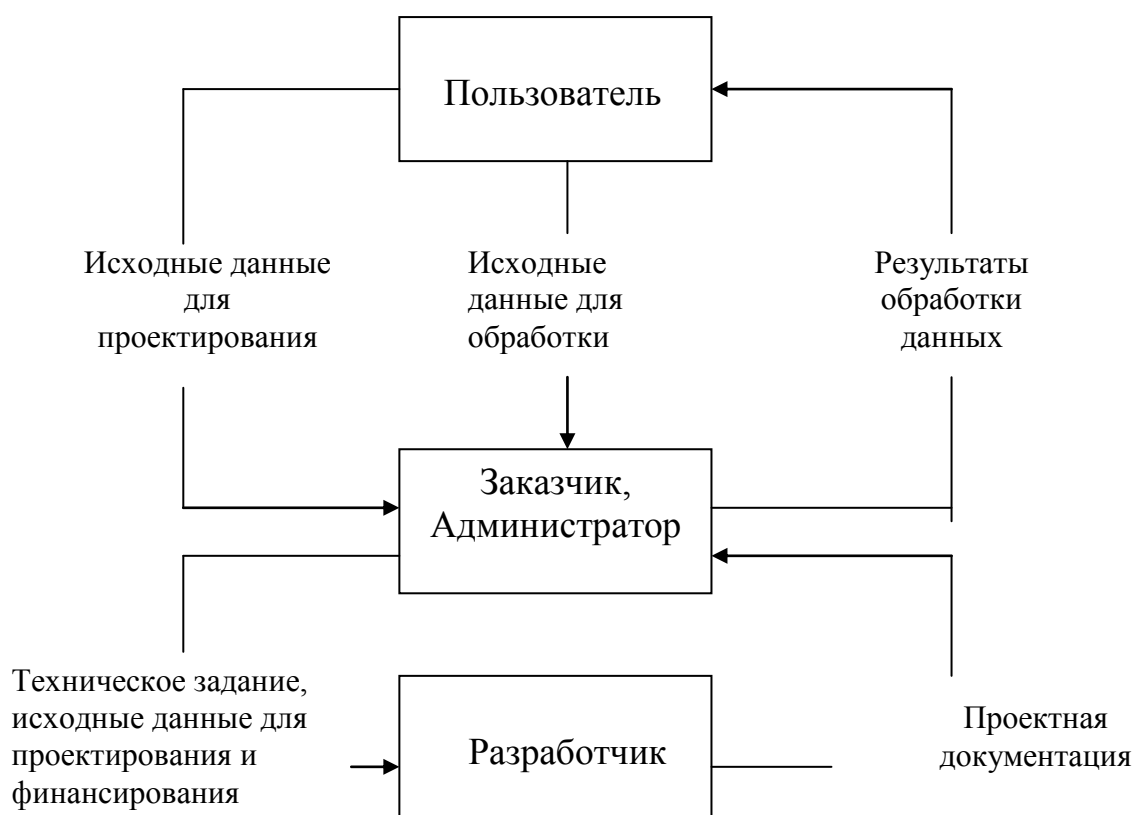 Пользователь
Исходные данные
для
проектирования
Исходные
данные для
обработки
Результаты
обработки
данных
Заказчик,
Администратор
Техническое задание,
исходные данные для
проектирования и
финансирования
Разработчик
Проектная
документация